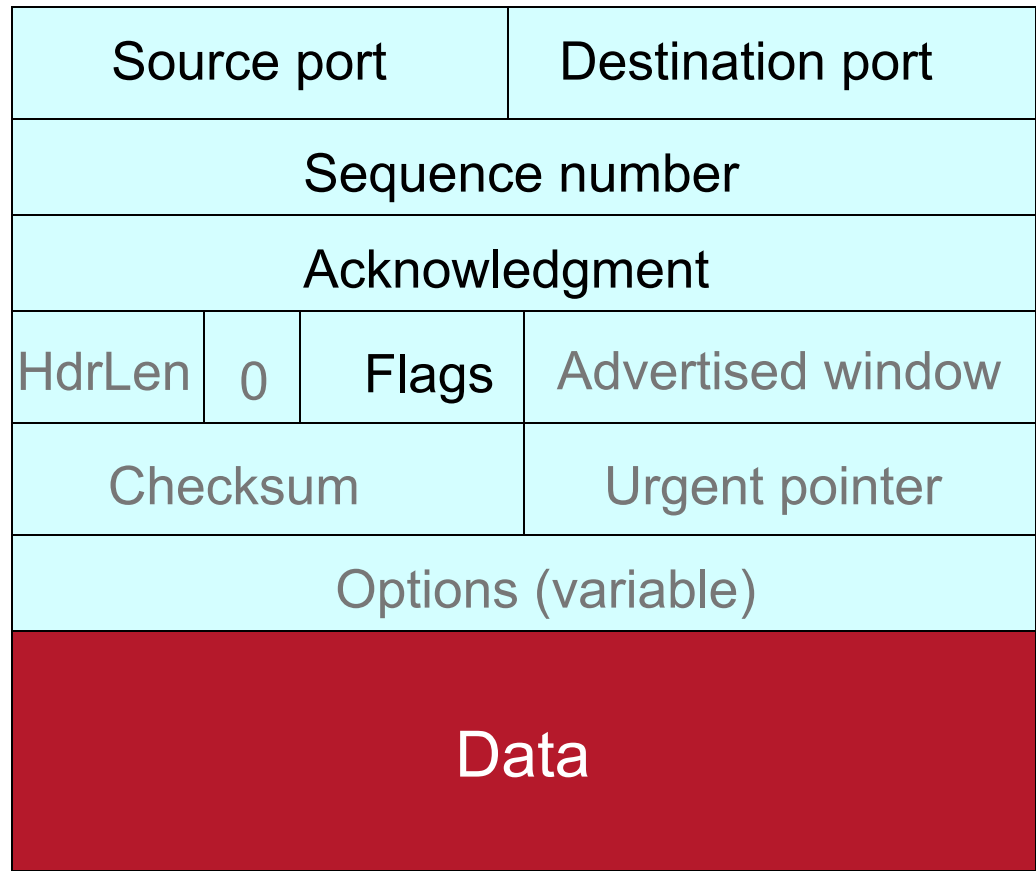 Source port Destination port
Sequence number
Acknowledgment
HdrLen 0 Flags Advertised window
Checksum Urgent pointer
Options (variable)
Data